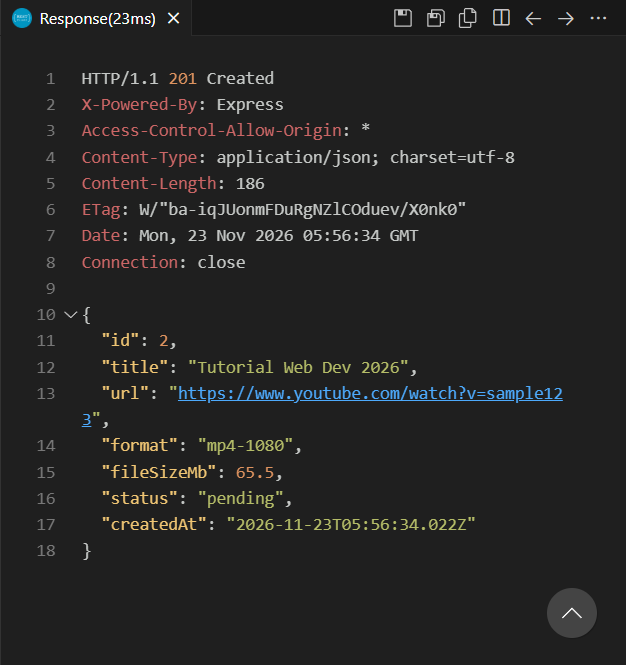 Response(23ms)
1 HTTP/1.1 201 Created
2 X-Powered-By: Express
3 Access-Control-Allow-Origin: *
4 Content-Type: application/json; charset=utf-8
5 Content-Length: 186
6 ETag: W/"ba-iqJUonmFDuRgNZlCOduev/X0nk0"
7 Date: Mon, 23 Nov 2026 05:56:34 GMT
8 Connection: close
9
10 {
11 "id": 2,
12 "title": "Tutorial Web Dev 2026",
13 "url": "https://www.youtube.com/watch?v=sample12
3",
14 "format": "mp4-1080",
15 "fileSizeMb": 65.5,
16 "status": "pending",
17 "createdAt": "2026-11-23T05:56:34.022Z"
18 }